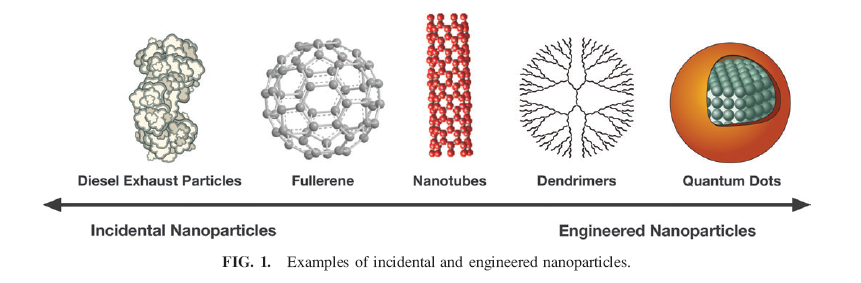 Diesel Exhaust Particles Fullerene Nanotubes Dendrimers Quantum Dots
Incidental Nanoparticles Engineered Nanoparticles
FIG. 1. Examples of incidental and engineered nanoparticles.